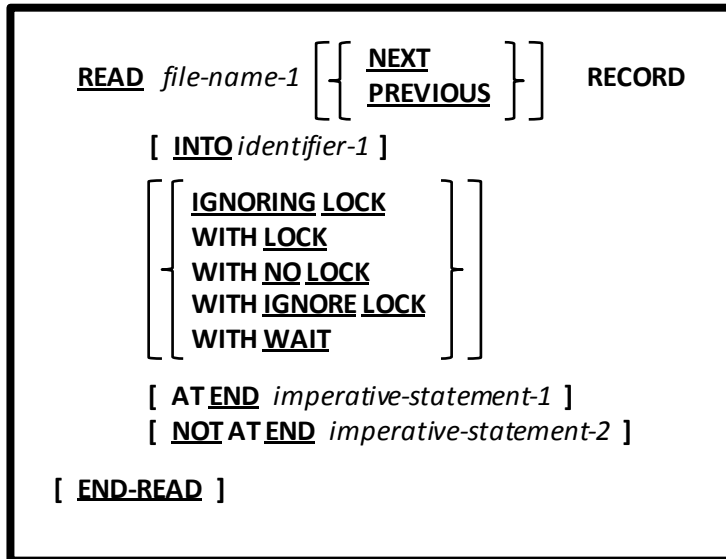 READ file-name-1 [ { NEXT
PREVIOUS } ] RECORD
[ INTO identifier-1 ]
[ { IGNORING LOCK
WITH LOCK
WITH NO LOCK
WITH IGNORE LOCK
WITH WAIT } ]
[ AT END imperative-statement-1 ]
[ NOT AT END imperative-statement-2 ]
[ END-READ ]